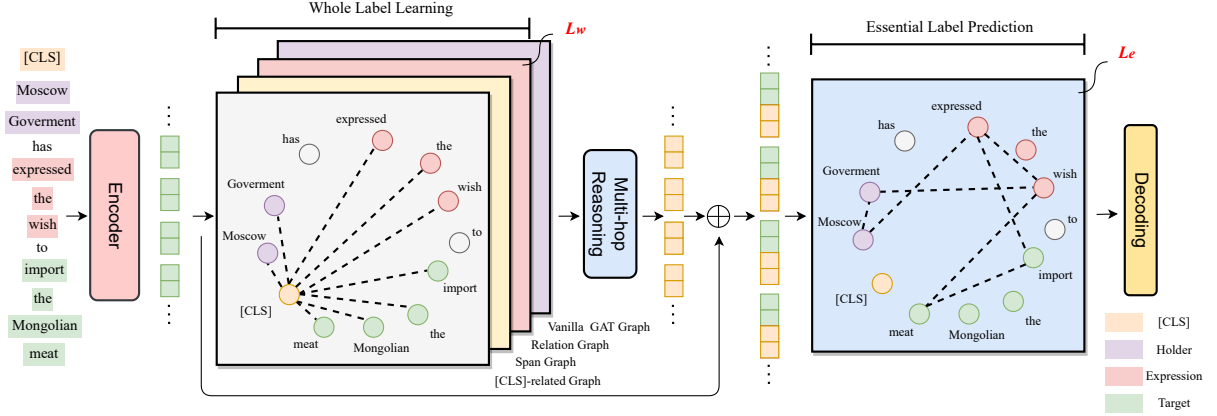 Whole Label Learning
Essential Label Prediction
Lw
Le
[CLS]
Moscow
Goverment
has
expressed
the
wish
to
import
the
Mongolian
meat
Encoder
has
expressed
the
wish
to
import
the
Mongolian
meat
[CLS]
Moscow
Goverment
Vanilla GAT Graph
Relation Graph
Span Graph
[CLS]-related Graph
Multi-hop
Reasoning
has
expressed
the
wish
to
import
the
Mongolian
meat
[CLS]
Moscow
Goverment
Decoding
[CLS]
Holder
Expression
Target